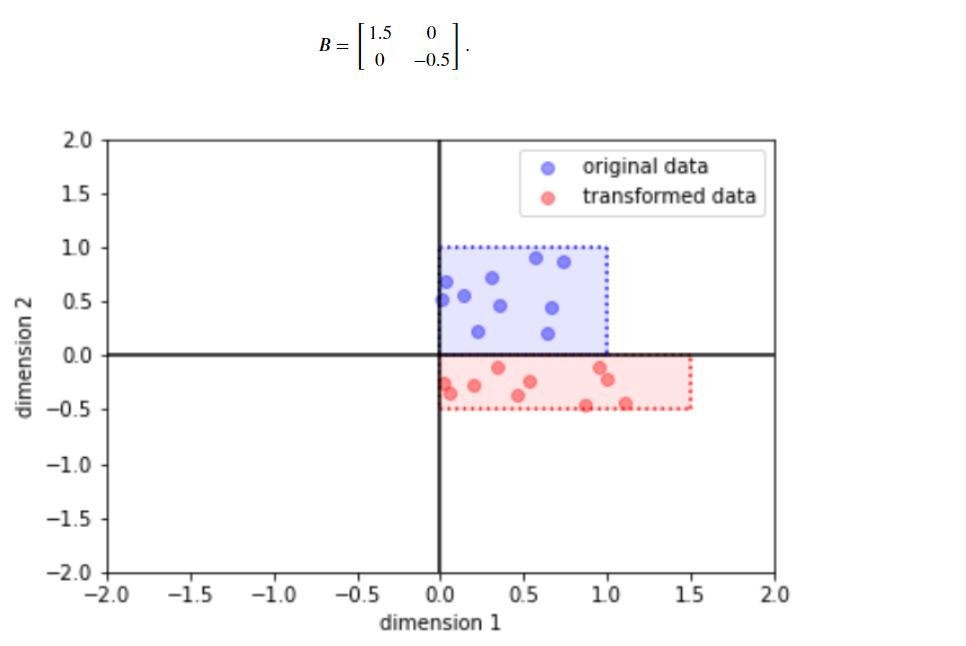 B = [ 1.5 0
0 −0.5 ] .
2.0
original data
transformed data
1.5
1.0
0.5
0.0
−0.5
−1.0
−1.5
−2.0
dimension 2
−2.0 −1.5 −1.0 −0.5 0.0 0.5 1.0 1.5 2.0
dimension 1